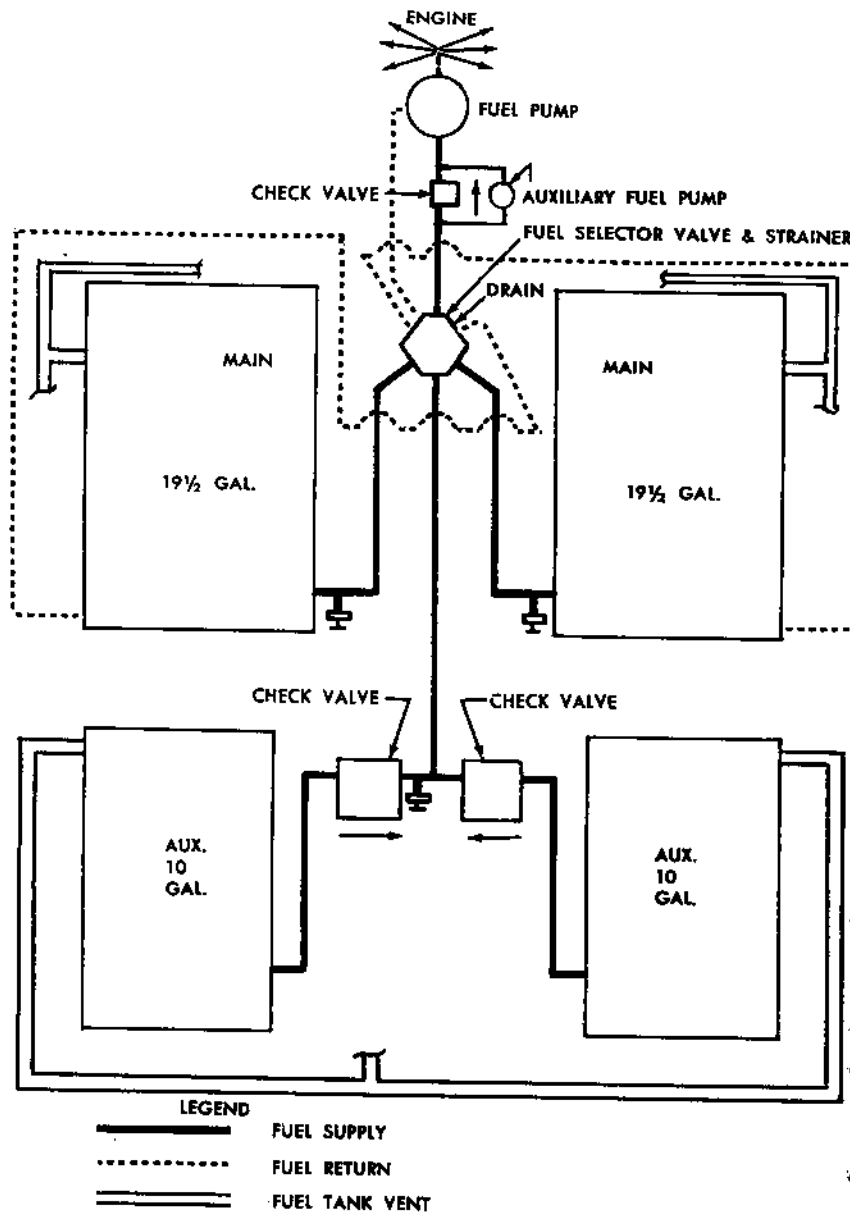 ENGINE
FUEL PUMP
CHECK VALVE
AUXILIARY FUEL PUMP
FUEL SELECTOR VALVE & STRAINER
DRAIN
MAIN
19½ GAL.
MAIN
19½ GAL.
CHECK VALVE
CHECK VALVE
AUX.
10
GAL.
AUX.
10
GAL.
LEGEND
FUEL SUPPLY
FUEL RETURN
FUEL TANK VENT